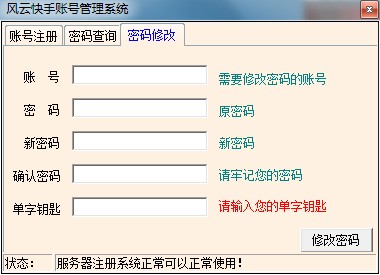 风云快手账号管理系统
账号注册 密码查询 密码修改
账 号 需要修改密码的账号
密 码 原密码
新密码 新密码
确认密码 请牢记您的密码
单字钥匙 请输入您的单字钥匙
修改密码
状态： 服务器注册系统正常可以正常使用！